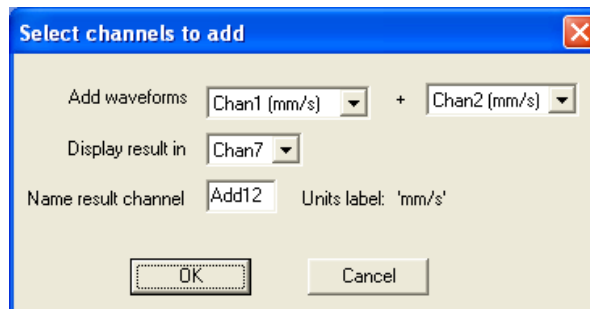 Select channels to add
Add waveforms Chan1 (mm/s) + Chan2 (mm/s)
Display result in Chan7
Name result channel Add12 Units label: 'mm/s'
OK Cancel